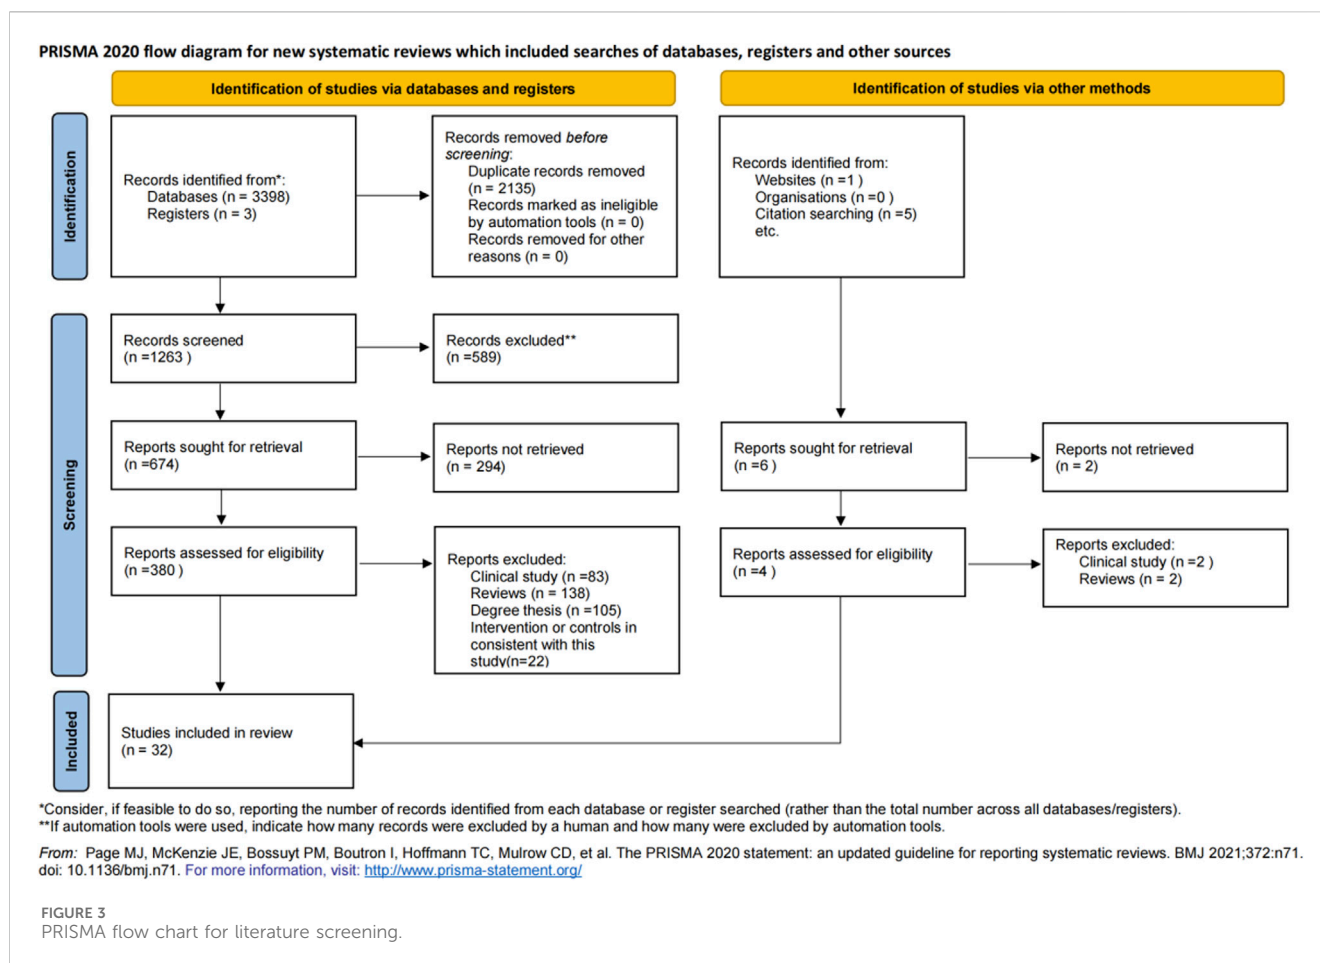 PRISMA 2020 flow diagram for new systematic reviews which included searches of databases, registers and other sources
Identification of studies via databases and registers
Identification of studies via other methods
Identification
Records identified from*:
Databases (n = 3398)
Registers (n = 3)
Records removed before
screening:
Duplicate records removed
(n = 2135)
Records marked as ineligible
by automation tools (n = 0)
Records removed for other
reasons (n = 0)
Records identified from:
Websites (n =1 )
Organisations (n =0 )
Citation searching (n =5)
etc.
Screening
Records screened
(n =1263 )
Records excluded**
(n =589)
Reports sought for retrieval
(n =674)
Reports not retrieved
(n = 294)
Reports sought for retrieval
(n =6 )
Reports not retrieved
(n = 2)
Reports assessed for eligibility
(n =380 )
Reports excluded:
Clinical study (n =83)
Reviews (n = 138)
Degree thesis (n =105)
Intervention or controls in
consistent with this
study(n=22)
Reports assessed for eligibility
(n =4 )
Reports excluded:
Clinical study (n =2 )
Reviews (n = 2)
Included
Studies included in review
(n = 32)
*Consider, if feasible to do so, reporting the number of records identified from each database or register searched (rather than the total number across all databases/registers).
**If automation tools were used, indicate how many records were excluded by a human and how many were excluded by automation tools.
From: Page MJ, McKenzie JE, Bossuyt PM, Boutron I, Hoffmann TC, Mulrow CD, et al. The PRISMA 2020 statement: an updated guideline for reporting systematic reviews. BMJ 2021;372:n71.
doi: 10.1136/bmj.n71. For more information, visit: http://www.prisma-statement.org/
FIGURE 3
PRISMA flow chart for literature screening.